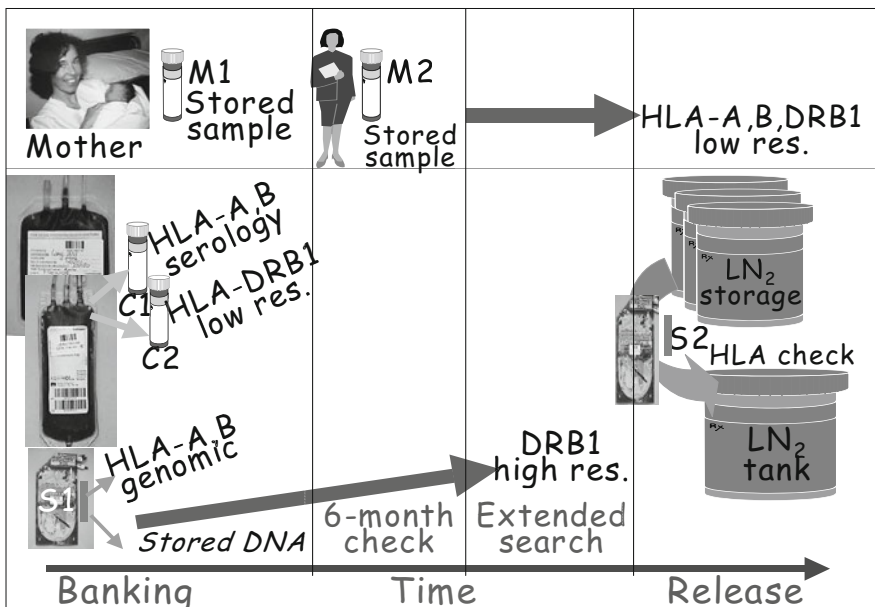 M1
Stored
sample
Mother
M2
Stored
sample
HLA-A,B,DRB1
low res.
HLA-A,B
serology
C1
HLA-DRB1
low res.
C2
Rx
LN2
storage
S2
HLA check
Rx
LN2
tank
HLA-A,B
genomic
S1
Stored DNA
DRB1
high res.
6-month
check
Extended
search
Banking
Time
Release